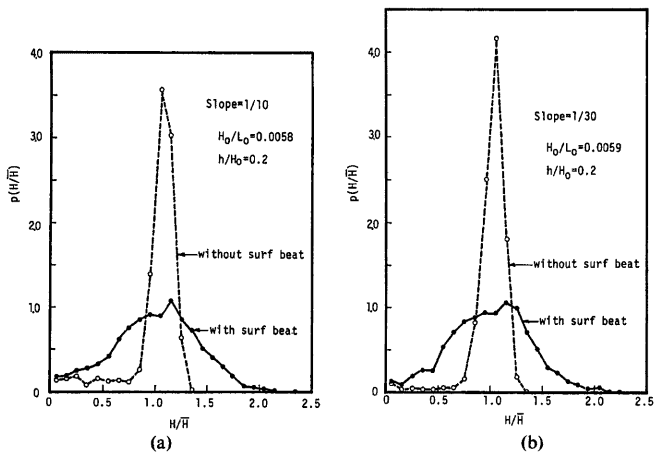 4.0
3.0
2.0
1.0
0
p(H/H̅)
Slope=1/10
H₀/L₀=0.0058
h/H₀=0.2
without surf beat
with surf beat
0 0.5 1.0 1.5 2.0 2.5
H/H̅
(a)
4.0
3.0
2.0
1.0
0
p(H/H̅)
Slope=1/30
H₀/L₀=0.0059
h/H₀=0.2
without surf beat
with surf beat
0 0.5 1.0 1.5 2.0 2.5
H/H̅
(b)